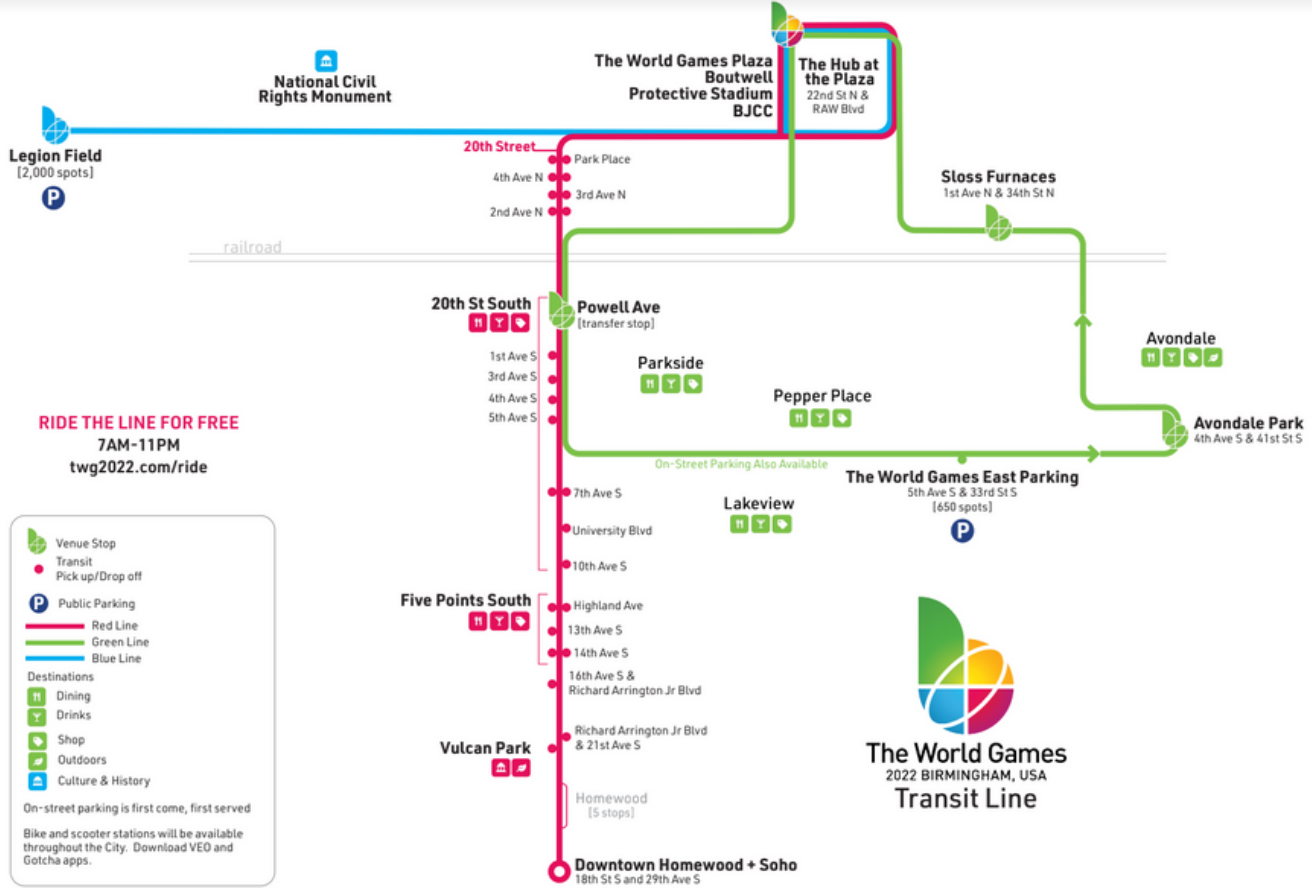 The World Games Plaza
Boutwell
Protective Stadium
BJCC
The Hub at
the Plaza
22nd St N &
RAW Blvd
National Civil
Rights Monument
Legion Field
[2,000 spots]
P
20th Street
Park Place
4th Ave N
3rd Ave N
2nd Ave N
Sloss Furnaces
1st Ave N & 34th St N
railroad
20th St South
Powell Ave
[transfer stop]
1st Ave S
3rd Ave S
4th Ave S
5th Ave S
Parkside
Pepper Place
Avondale
Avondale Park
4th Ave S & 41st St S
On-Street Parking Also Available
The World Games East Parking
5th Ave S & 33rd St S
[650 spots]
P
Lakeview
RIDE THE LINE FOR FREE
7AM-11PM
twg2022.com/ride
7th Ave S
University Blvd
10th Ave S
Five Points South
Highland Ave
13th Ave S
14th Ave S
16th Ave S &
Richard Arrington Jr Blvd
Richard Arrington Jr Blvd
& 21st Ave S
Vulcan Park
Homewood
[5 stops]
Downtown Homewood + Soho
18th St S and 29th Ave S
Venue Stop
Transit
Pick up/Drop off
P
Public Parking
Red Line
Green Line
Blue Line
Destinations
Dining
Drinks
Shop
Outdoors
Culture & History
On-street parking is first come, first served
Bike and scooter stations will be available
throughout the City. Download VEO and
Gotcha apps.
The World Games
2022 BIRMINGHAM, USA
Transit Line